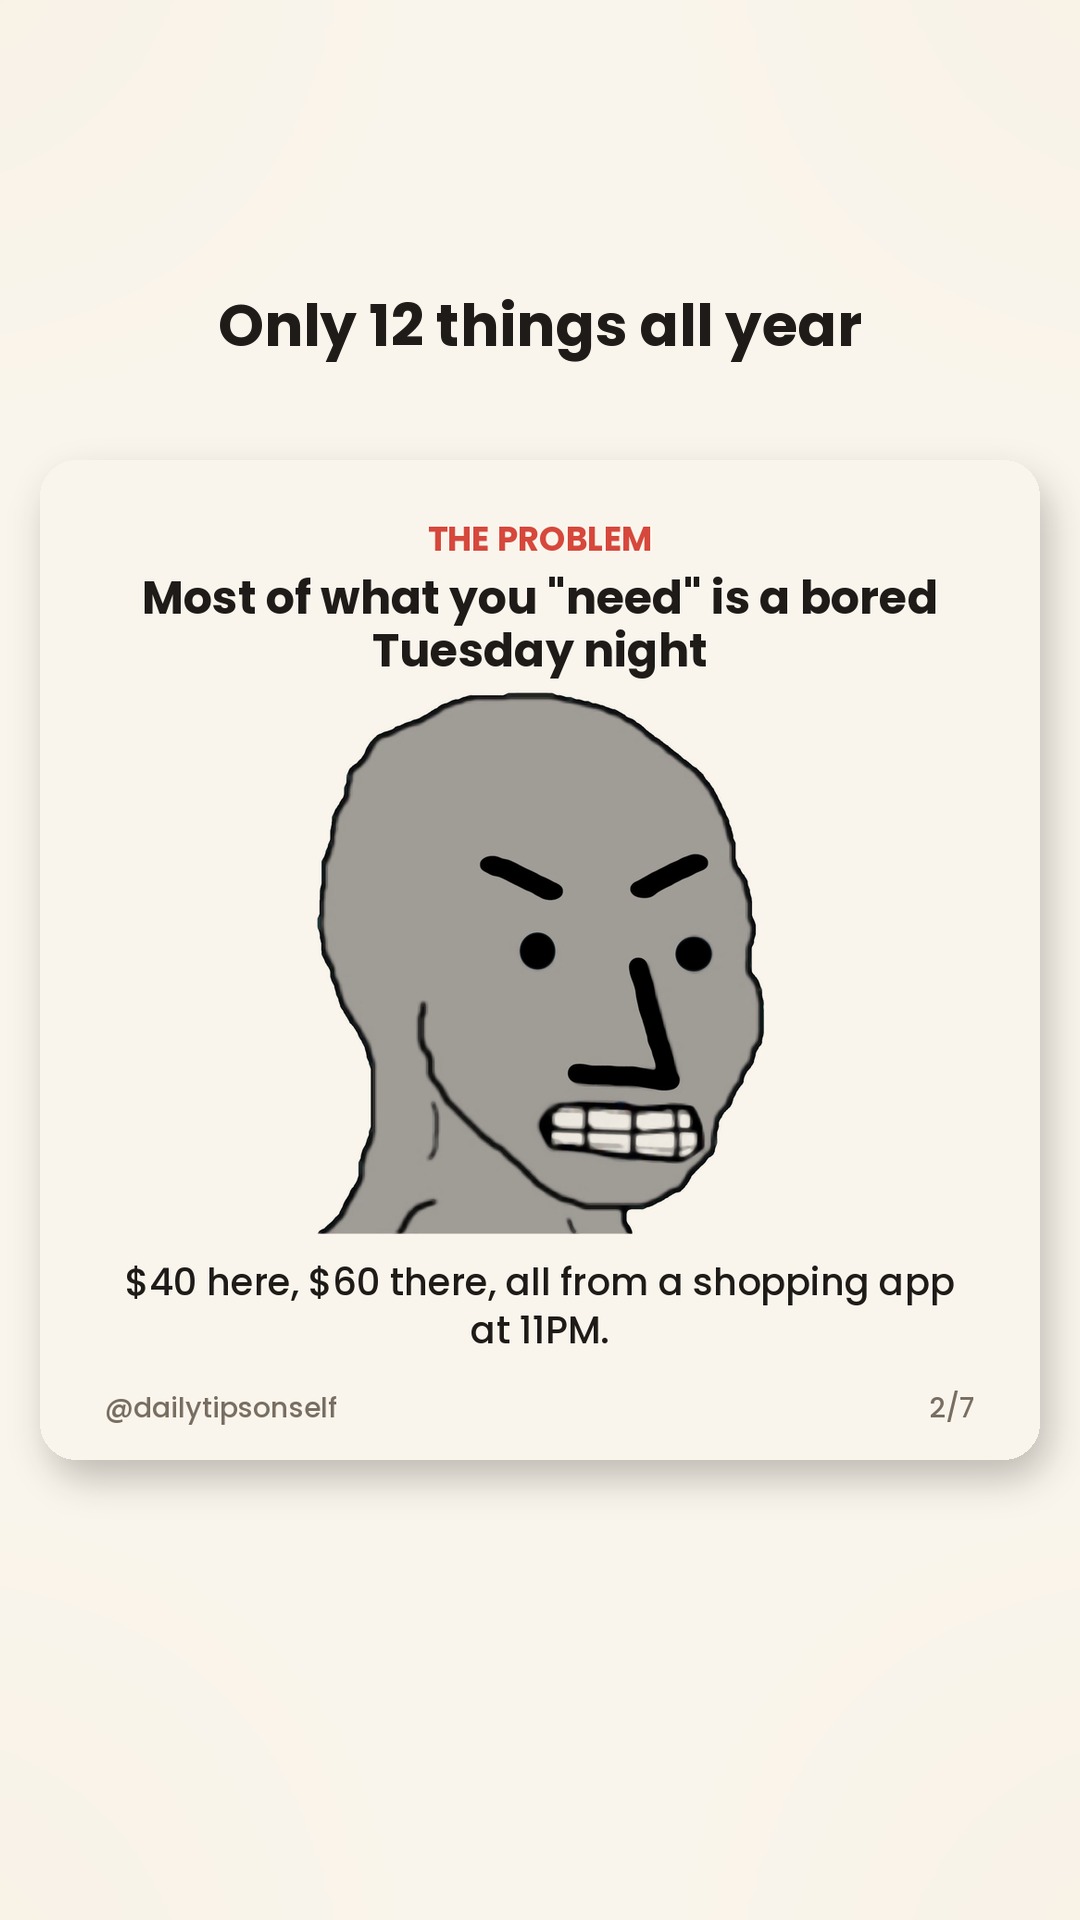 Only 12 things all year
THE PROBLEM
Most of what you "need" is a bored
Tuesday night
$40 here, $60 there, all from a shopping app
at 11PM.
@dailytipsonself
2/7